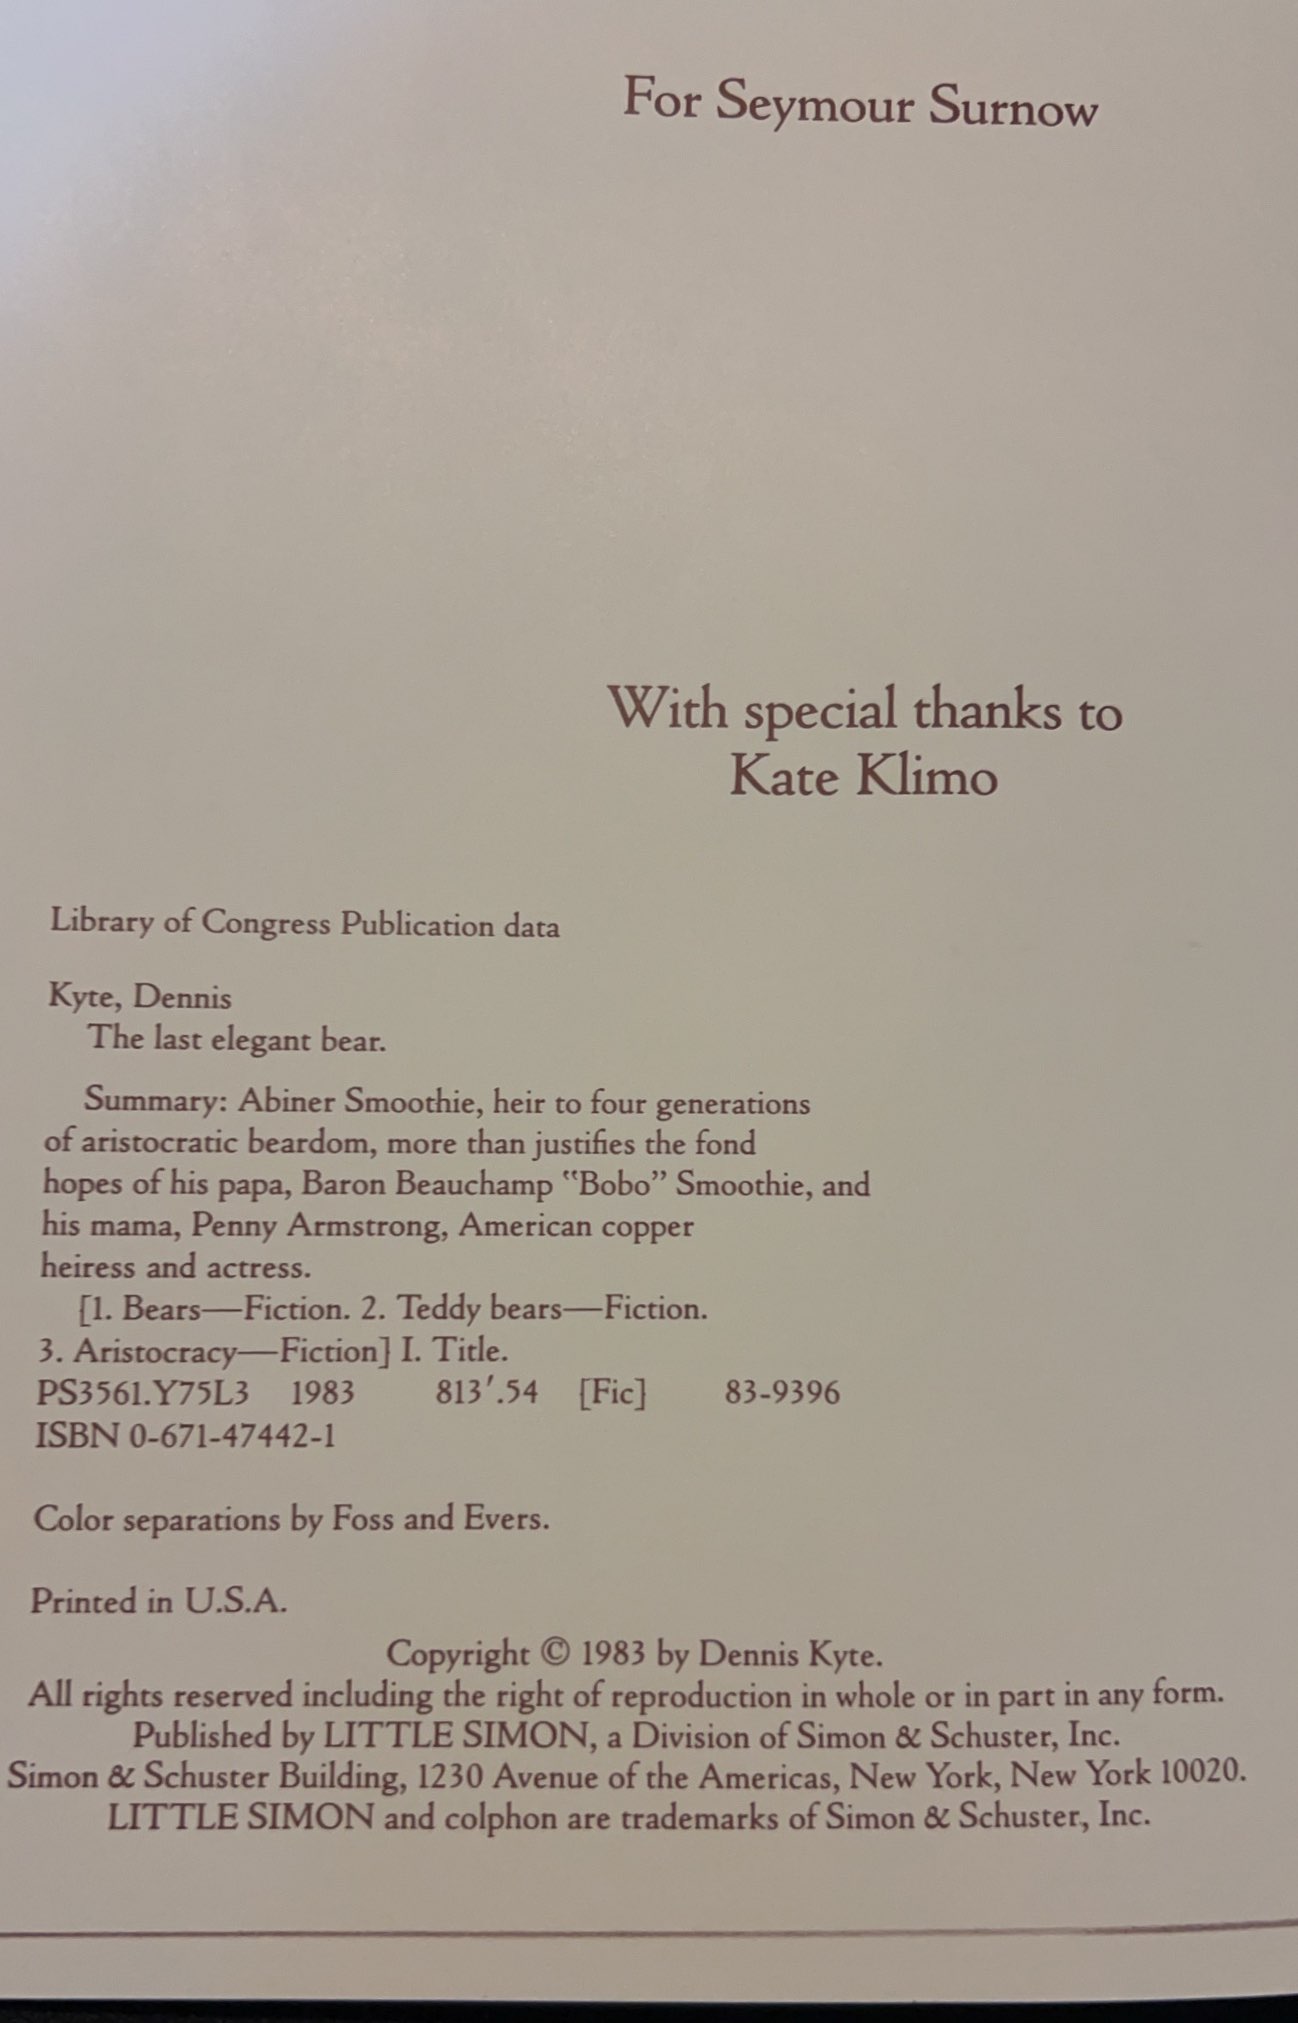 For Seymour Surnow
With special thanks to
Kate Klimo
Library of Congress Publication data
Kyte, Dennis
The last elegant bear.
Summary: Abiner Smoothie, heir to four generations
of aristocratic beardom, more than justifies the fond
hopes of his papa, Baron Beauchamp "Bobo" Smoothie, and
his mama, Penny Armstrong, American copper
heiress and actress.
[1. Bears—Fiction. 2. Teddy bears—Fiction.
3. Aristocracy—Fiction] I. Title.
PS3561.Y75L3 1983 813′.54 [Fic] 83-9396
ISBN 0-671-47442-1
Color separations by Foss and Evers.
Printed in U.S.A.
Copyright © 1983 by Dennis Kyte.
All rights reserved including the right of reproduction in whole or in part in any form.
Published by LITTLE SIMON, a Division of Simon & Schuster, Inc.
Simon & Schuster Building, 1230 Avenue of the Americas, New York, New York 10020.
LITTLE SIMON and colphon are trademarks of Simon & Schuster, Inc.